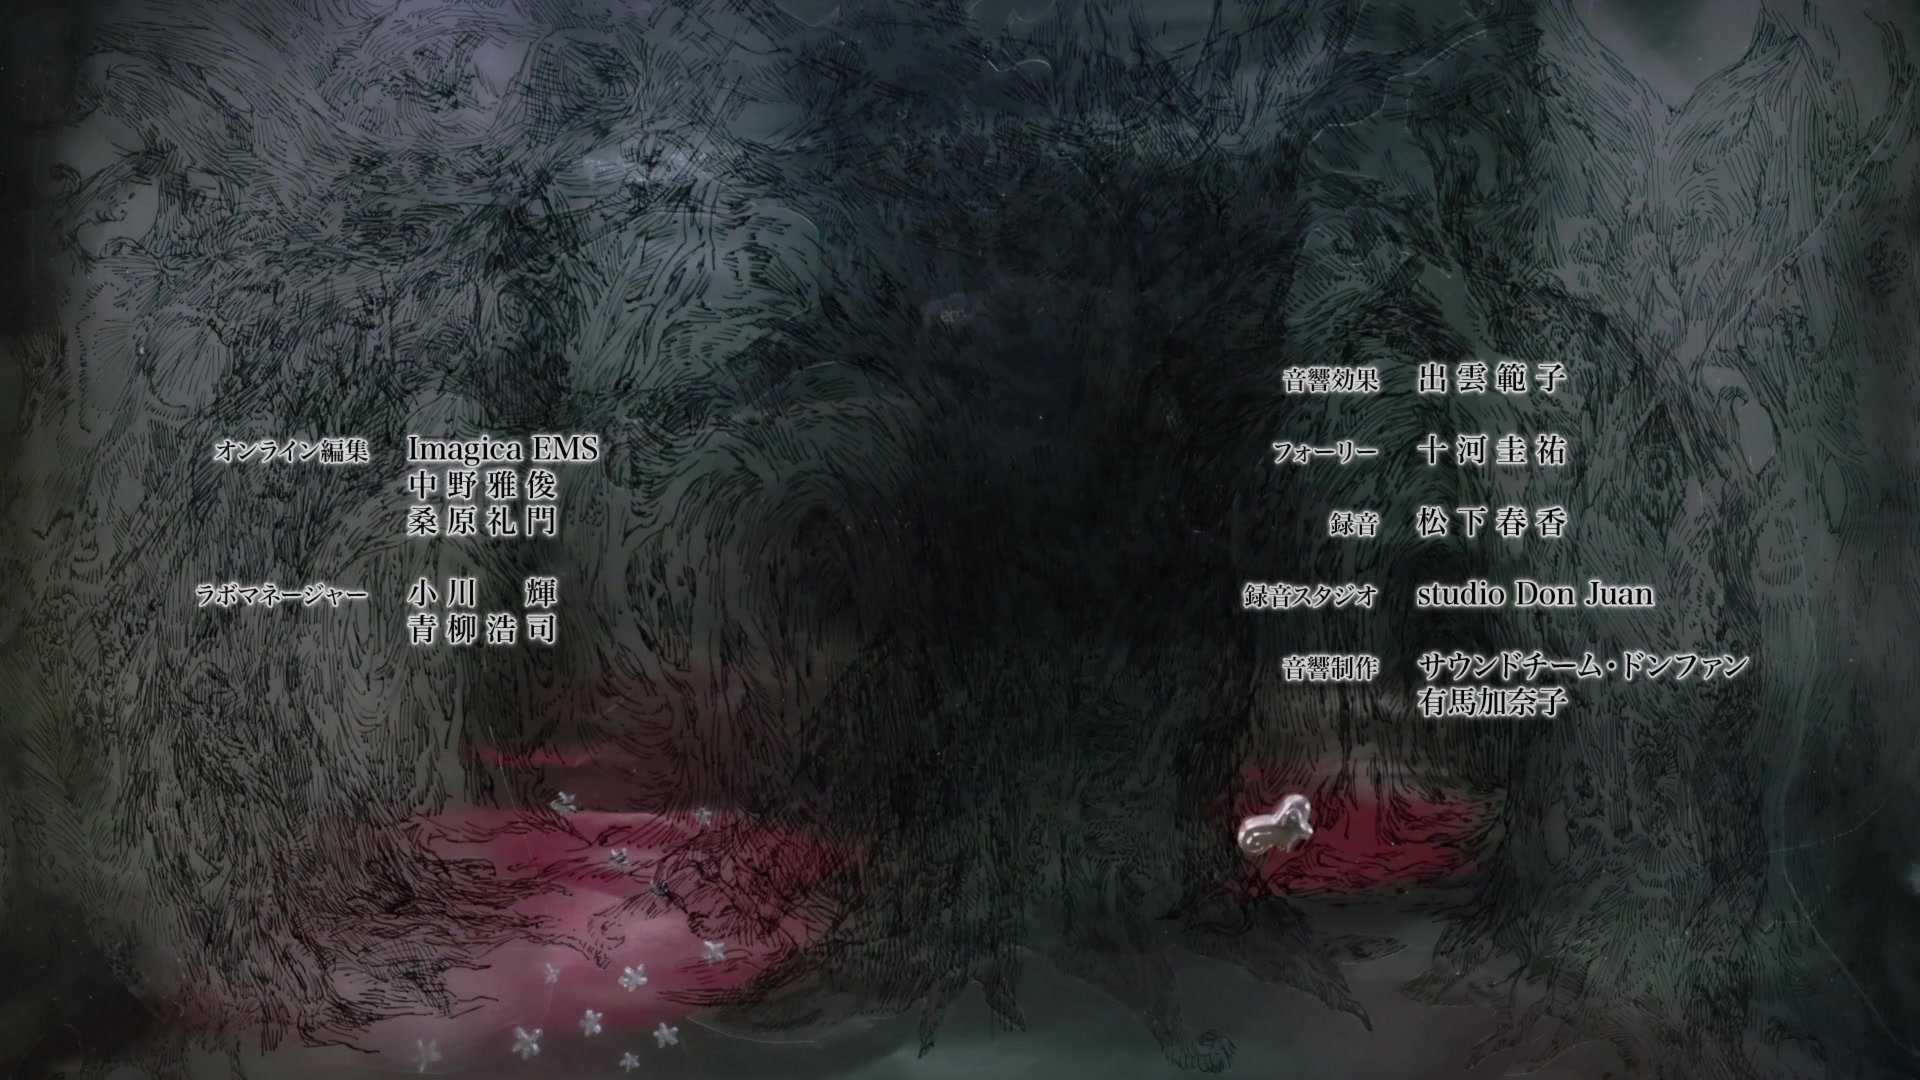 オンライン編集 Imagica EMS
中野雅俊
桑原礼門
ラボマネージャー 小川 輝
青柳浩司
音響効果 出雲範子
フォーリー 十河圭祐
録音 松下春香
録音スタジオ studio Don Juan
音響制作 サウンドチーム・ドンファン
有馬加奈子